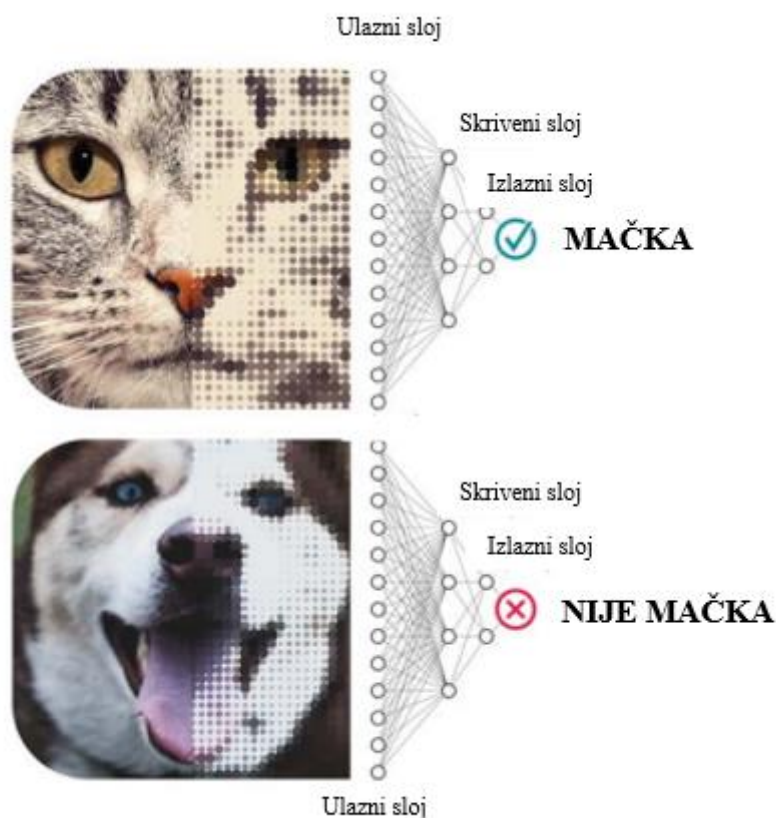 Ulazni sloj
Skriveni sloj
Izlazni sloj
MAČKA
Skriveni sloj
Izlazni sloj
NIJE MAČKA
Ulazni sloj